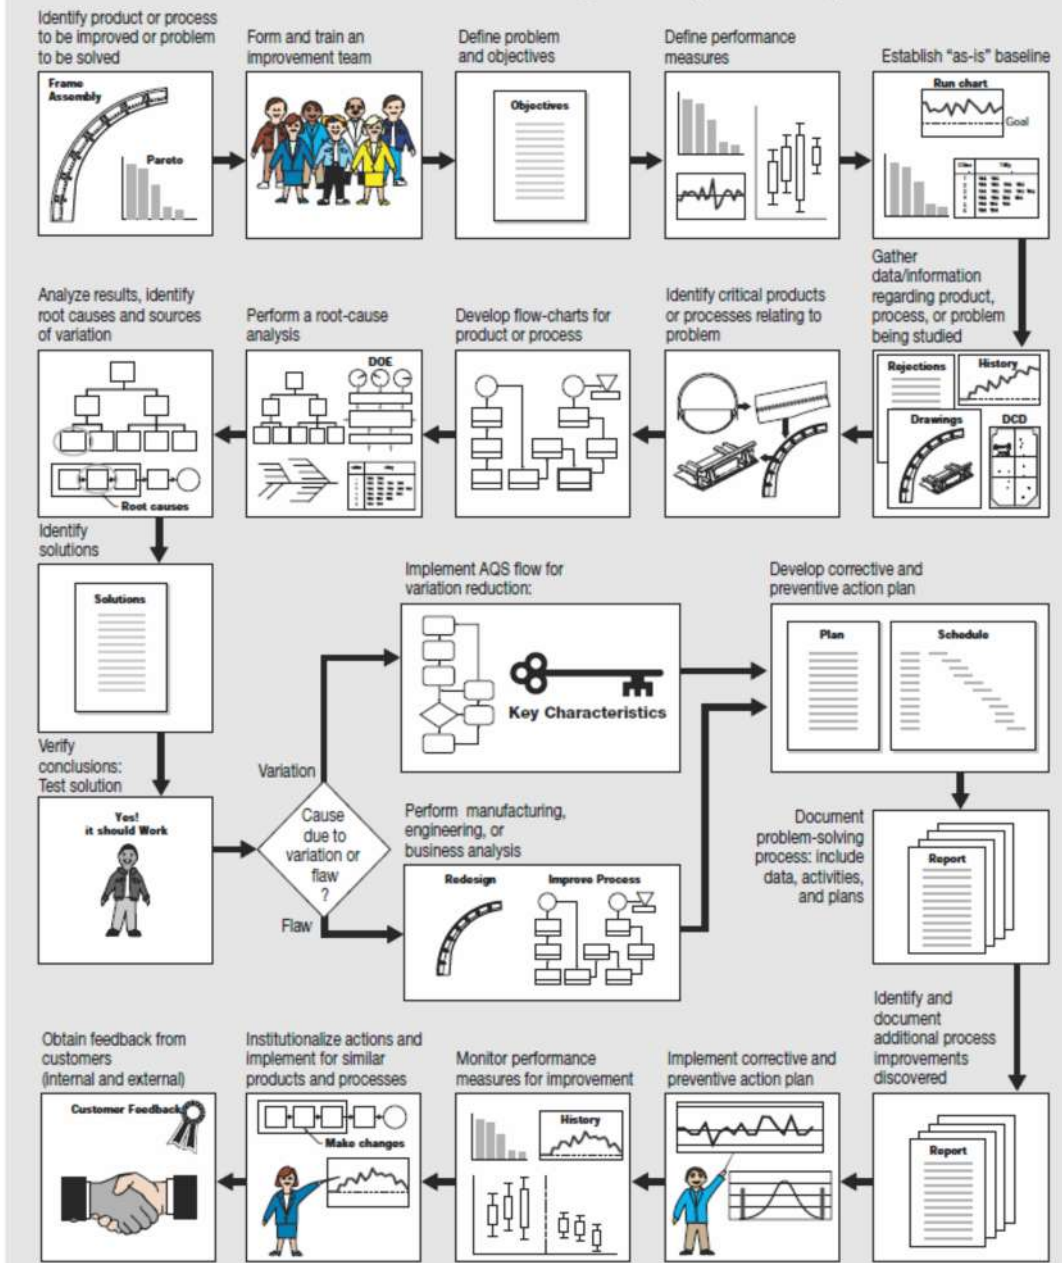 Identify product or process
to be improved or problem
to be solved
Frame
Assembly
Pareto
Form and train an
improvement team
Define problem
and objectives
Objectives
Define performance
measures
Establish "as-is" baseline
Run chart
Goal
Gather
data/information
regarding product,
process, or problem
being studied
Rejections
History
Drawings
DCD
Identify critical products
or processes relating to
problem
Develop flow-charts for
product or process
Perform a root-cause
analysis
DOE
Analyze results, identify
root causes and sources
of variation
Root causes
Identify
solutions
Solutions
Verify
conclusions:
Test solution
Yes!
it should Work
Cause
due to
variation or
flaw
?
Variation
Flaw
Implement AQS flow for
variation reduction:
Key Characteristics
Perform manufacturing,
engineering, or
business analysis
Redesign
Improve Process
Develop corrective and
preventive action plan
Plan
Schedule
Document
problem-solving
process: include
data, activities,
and plans
Report
Identify and
document
additional process
improvements
discovered
Report
Implement corrective and
preventive action plan
Monitor performance
measures for improvement
History
Institutionalize actions and
implement for similar
products and processes
Make changes
Obtain feedback from
customers
(internal and external)
Customer Feedback